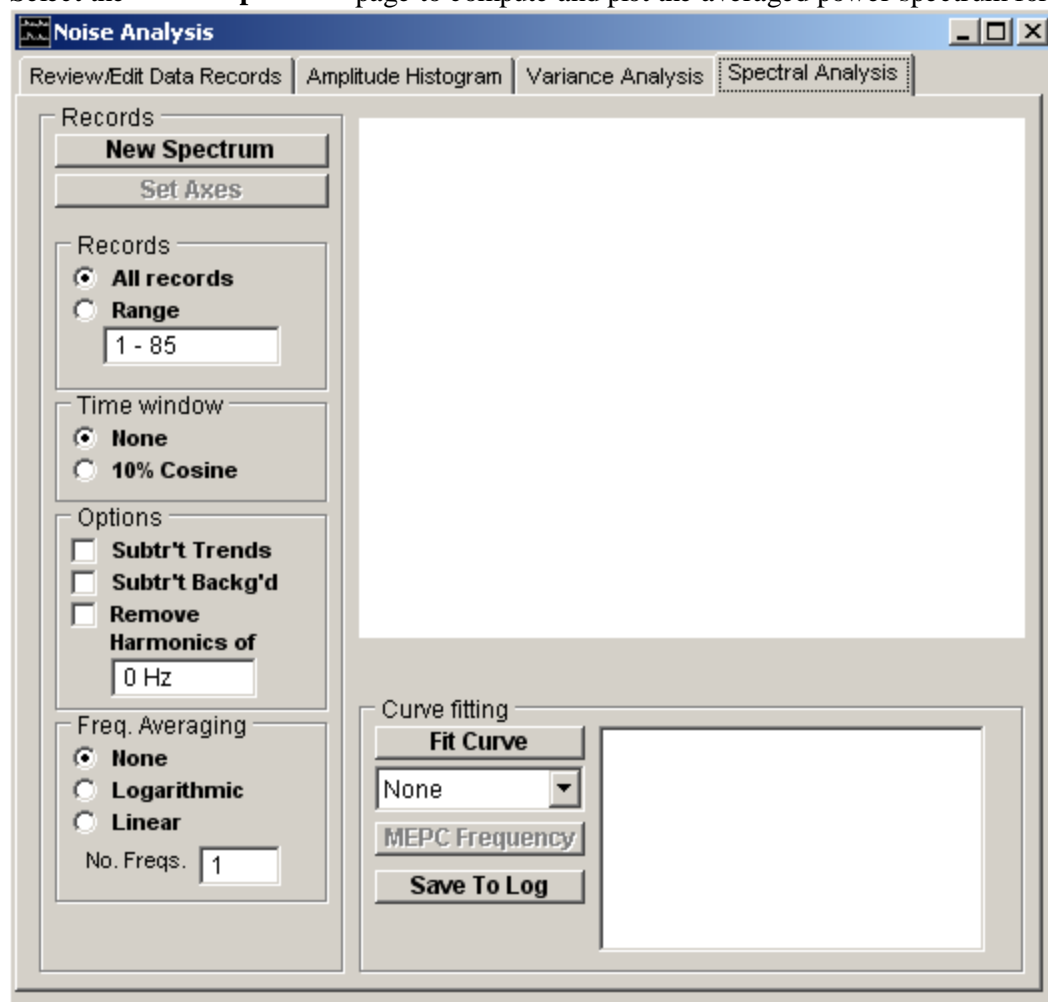 Noise Analysis
Review/Edit Data Records Amplitude Histogram Variance Analysis Spectral Analysis
Records
New Spectrum
Set Axes
Records
All records
Range
1 - 85
Time window
None
10% Cosine
Options
Subtr't Trends
Subtr't Backg'd
Remove
Harmonics of
0 Hz
Freq. Averaging
None
Logarithmic
Linear
No. Freqs. 1
Curve fitting
Fit Curve
None
MEPC Frequency
Save To Log